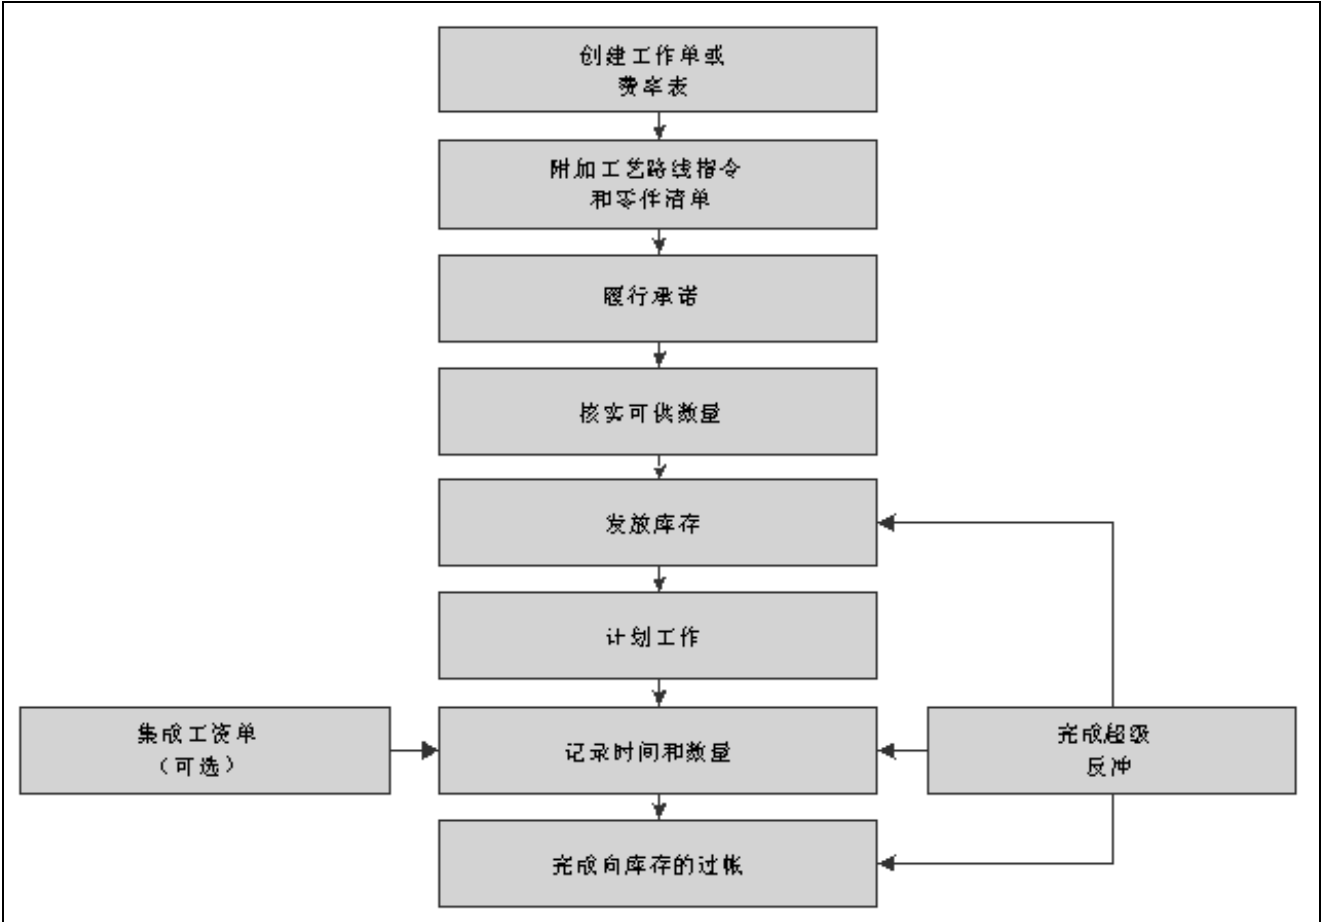 创建工作单或
费率表
附加工艺路线指令
和零件清单
履行承诺
核实可供数量
发放库存
计划工作
集成工资单
（可选）
记录时间和数量
完成超级
反冲
完成向库存的过帐